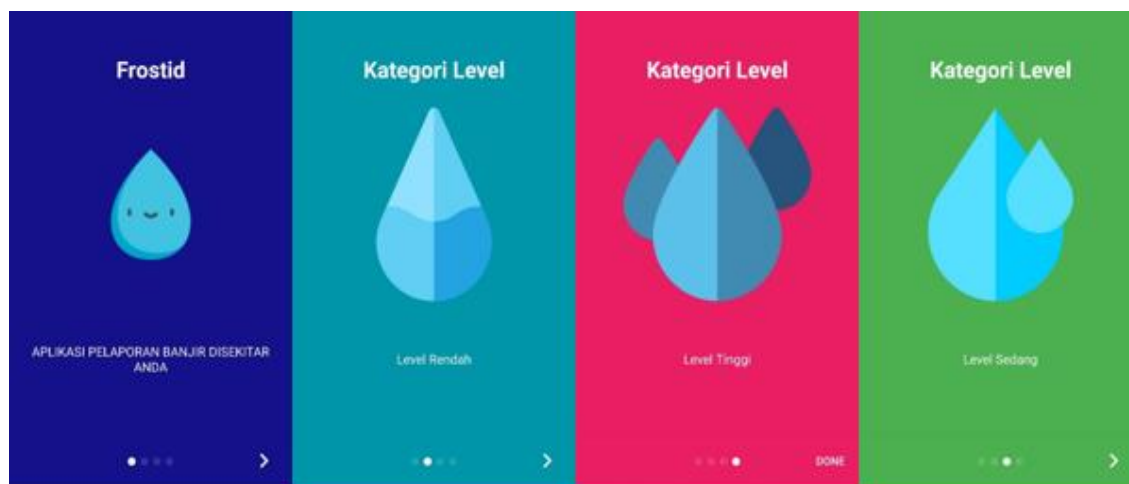 Frostid
APLIKASI PELAPORAN BANJIR DISEKITAR
ANDA
Kategori Level
Level Rendah
Kategori Level
Level Tinggi
DONE
Kategori Level
Level Sedang